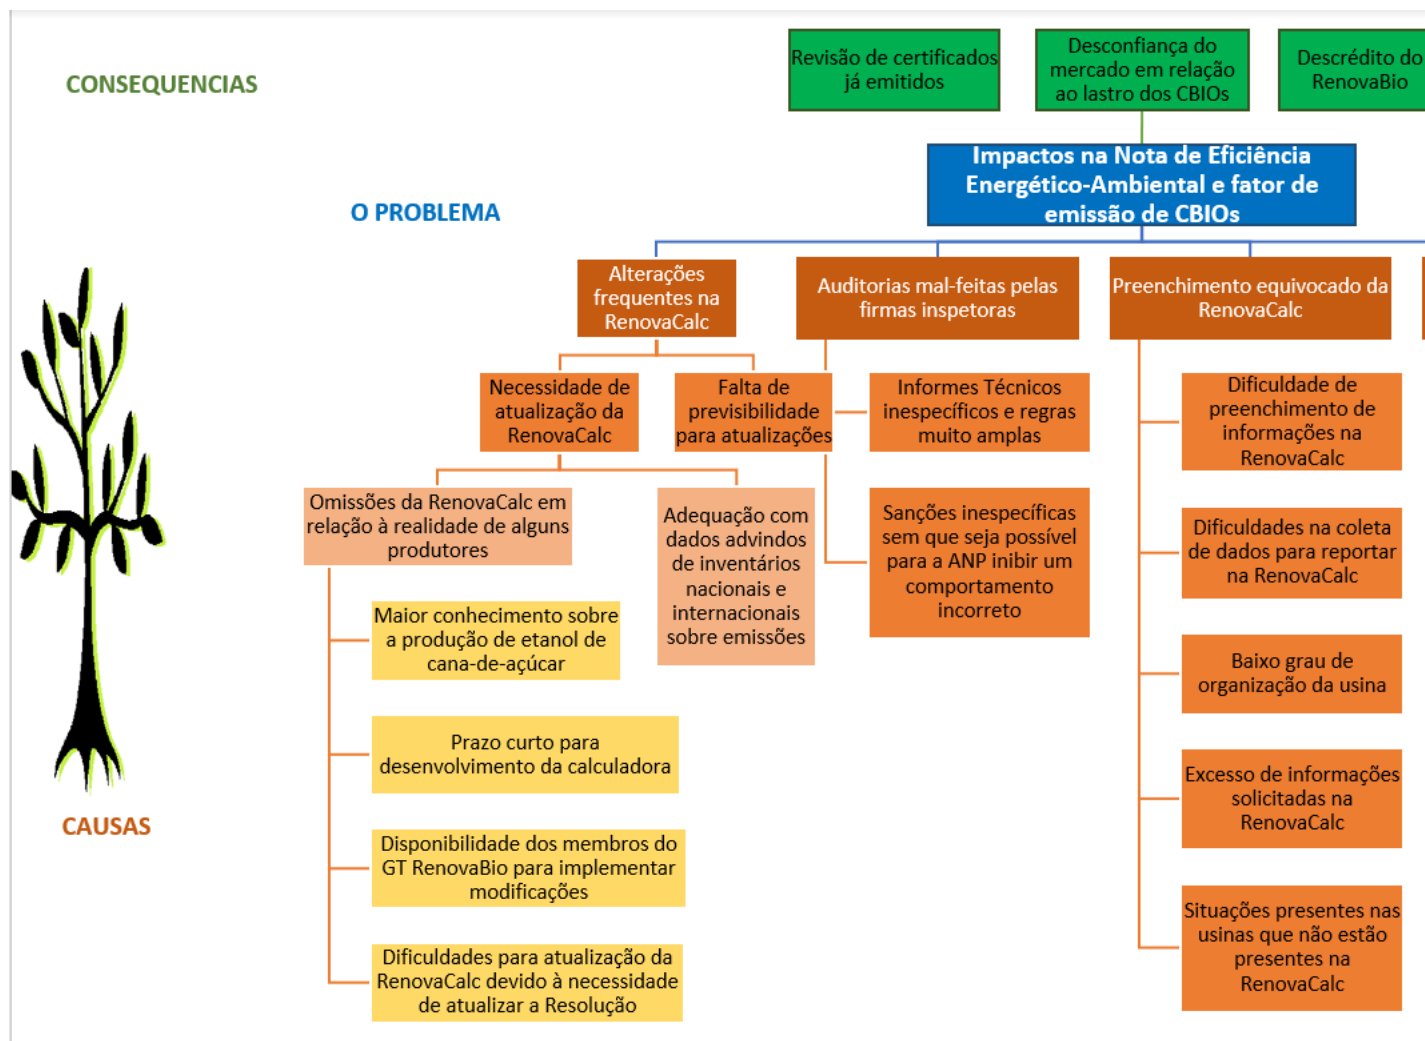 CONSEQUENCIAS
Revisão de certificados
já emitidos
Desconfiança do
mercado em relação
ao lastro dos CBIOs
Descrédito do
RenovaBio
O PROBLEMA
Impactos na Nota de Eficiência
Energético-Ambiental e fator de
emissão de CBIOs
Alterações
frequentes na
RenovaCalc
Auditorias mal-feitas pelas
firmas inspetoras
Preenchimento equivocado da
RenovaCalc
Necessidade de
atualização da
RenovaCalc
Falta de
previsibilidade
para atualizações
Informes Técnicos
inespecíficos e regras
muito amplas
Dificuldade de
preenchimento de
informações na
RenovaCalc
Omissões da RenovaCalc em
relação à realidade de alguns
produtores
Adequação com
dados advindos
de inventários
nacionais e
internacionais
sobre emissões
Sanções inespecíficas
sem que seja possível
para a ANP inibir um
comportamento
incorreto
Dificuldades na coleta
de dados para reportar
na RenovaCalc
Maior conhecimento sobre
a produção de etanol de
cana-de-açúcar
Baixo grau de
organização da usina
Prazo curto para
desenvolvimento da calculadora
Excesso de informações
solicitadas na
RenovaCalc
CAUSAS
Disponibilidade dos membros do
GT RenovaBio para implementar
modificações
Situações presentes nas
usinas que não estão
presentes na
RenovaCalc
Dificuldades para atualização da
RenovaCalc devido à necessidade
de atualizar a Resolução